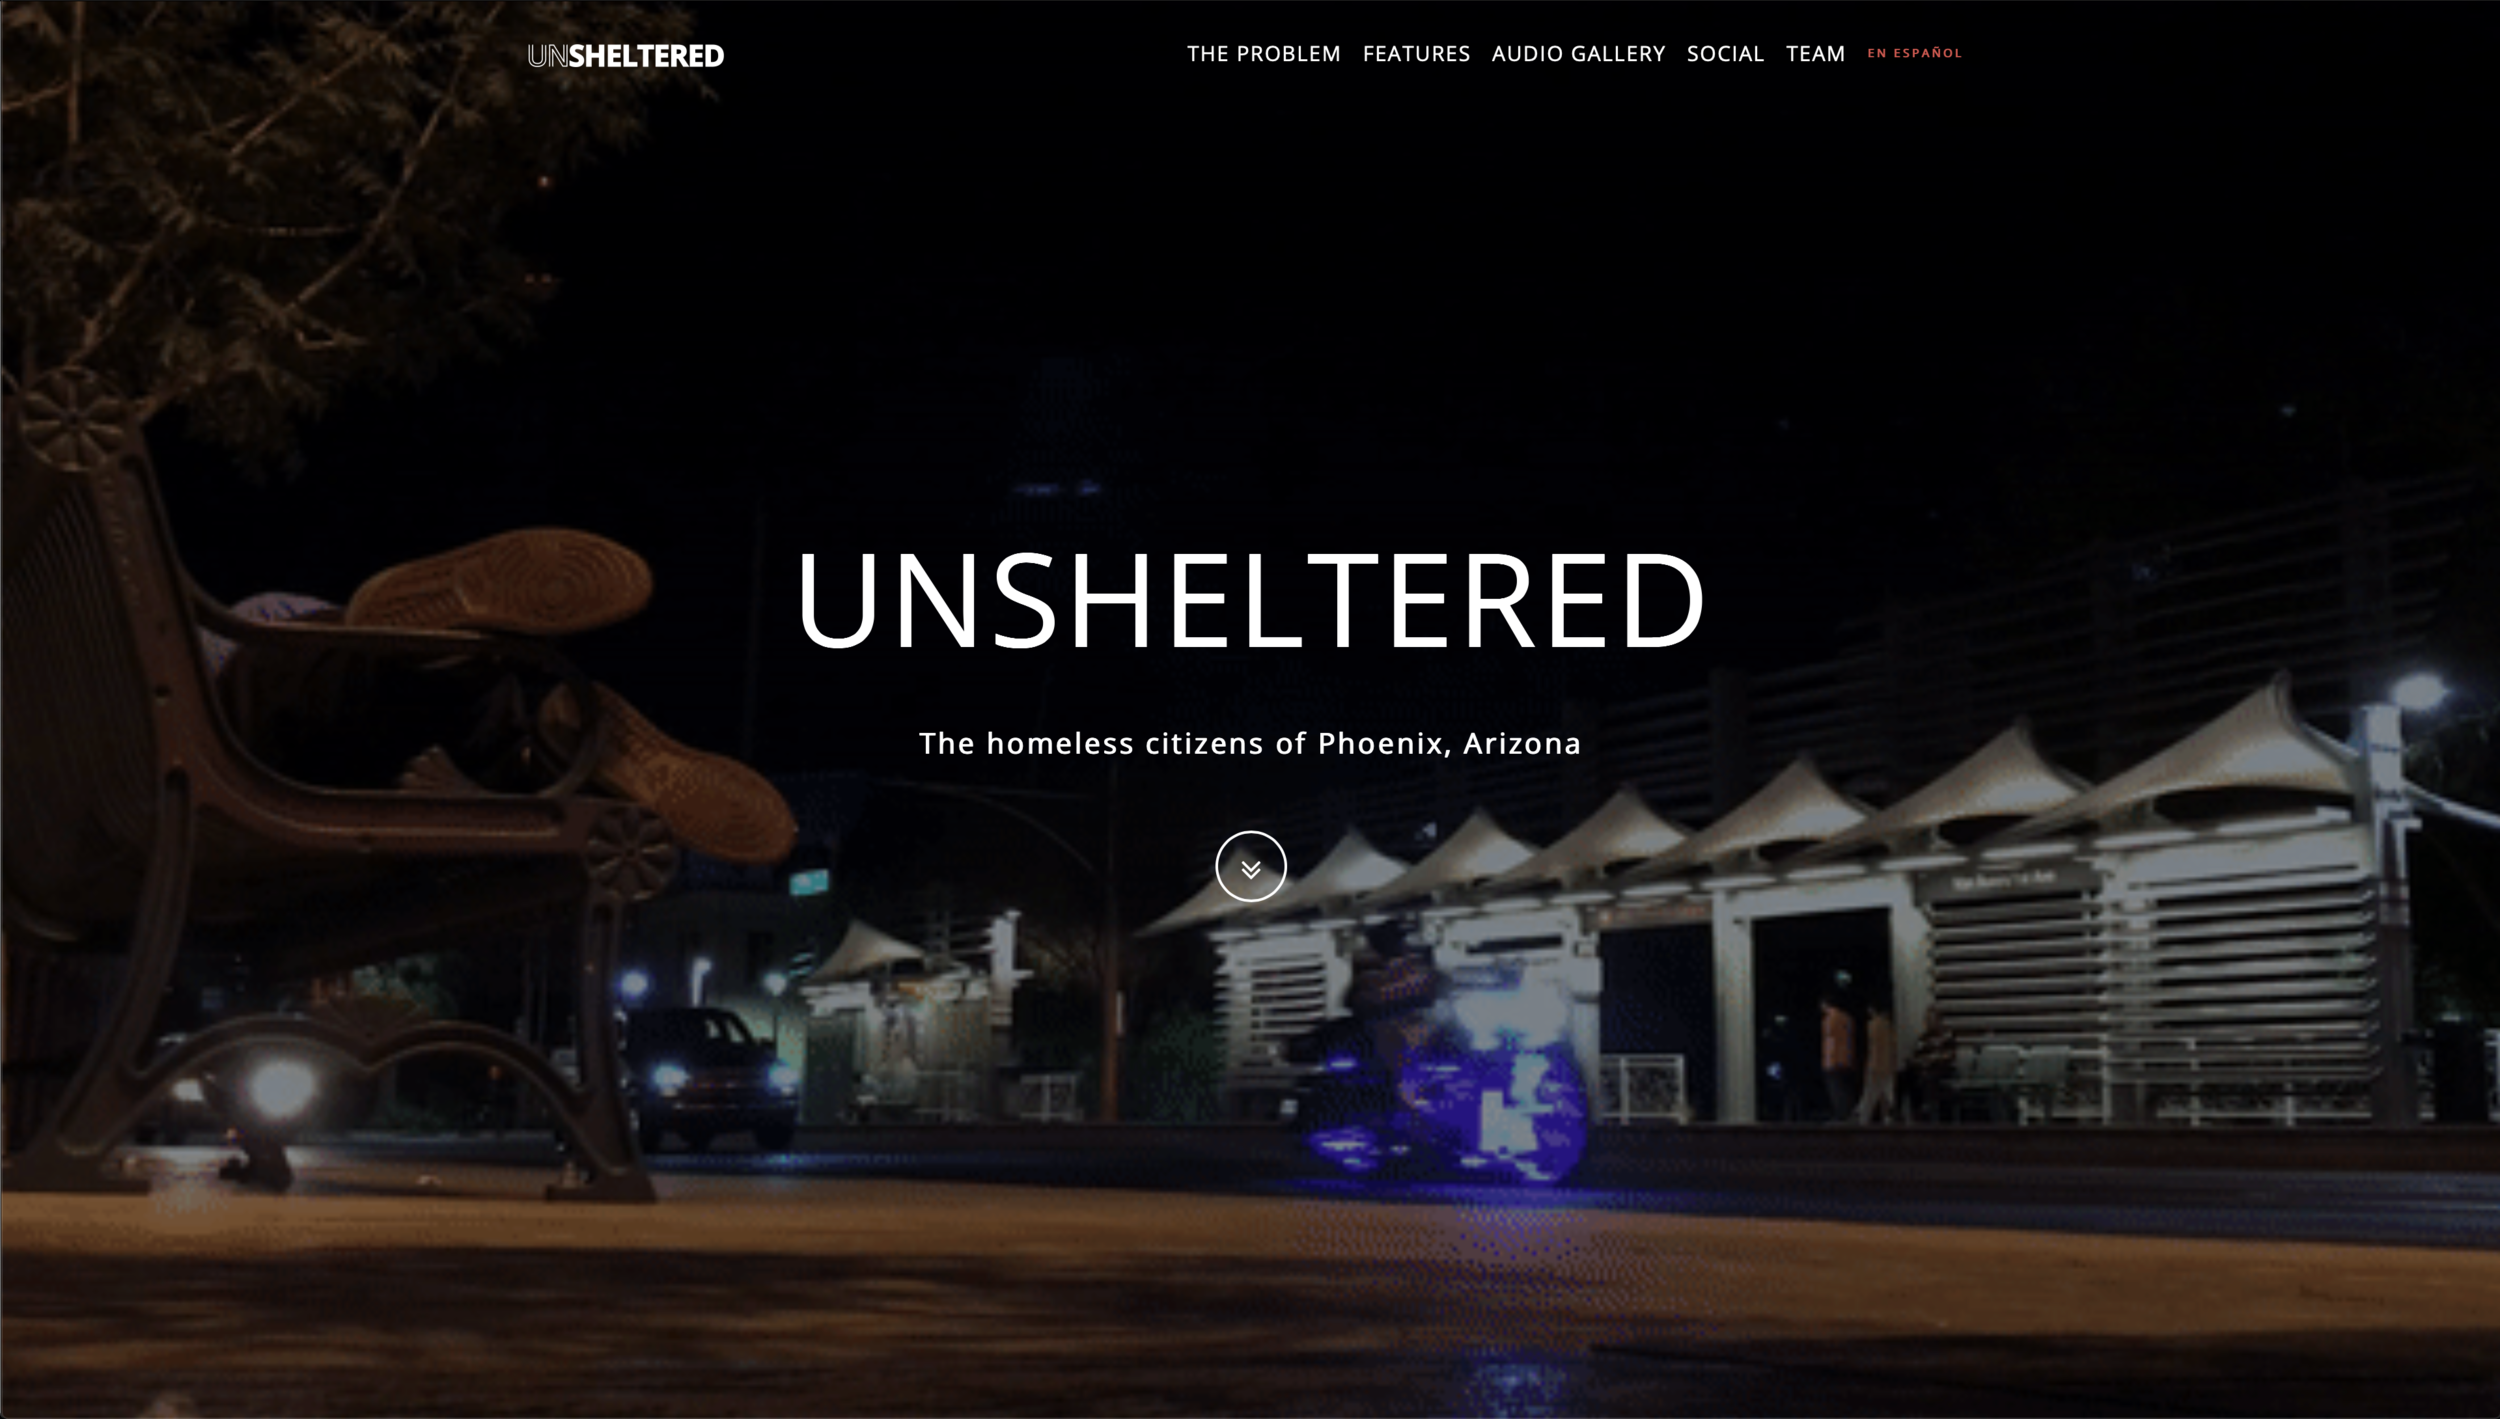 UNSHELTERED
THE PROBLEM FEATURES AUDIO GALLERY SOCIAL TEAM EN ESPAÑOL
UNSHELTERED
The homeless citizens of Phoenix, Arizona